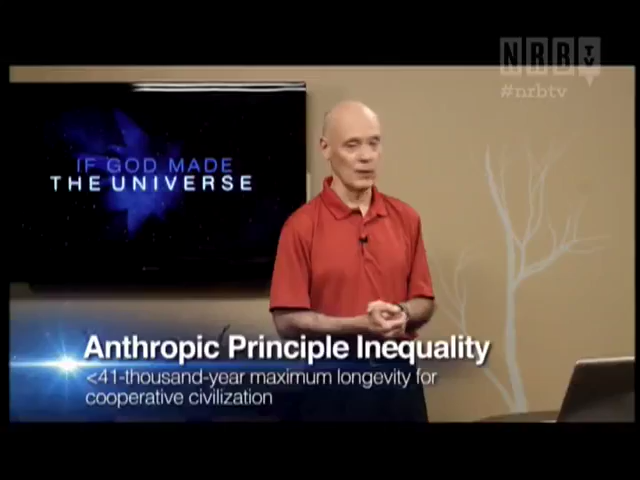 NRB TV
#nrbtv
IF GOD MADE
THE UNIVERSE
Anthropic Principle Inequality
<41-thousand-year maximum longevity for
cooperative civilization